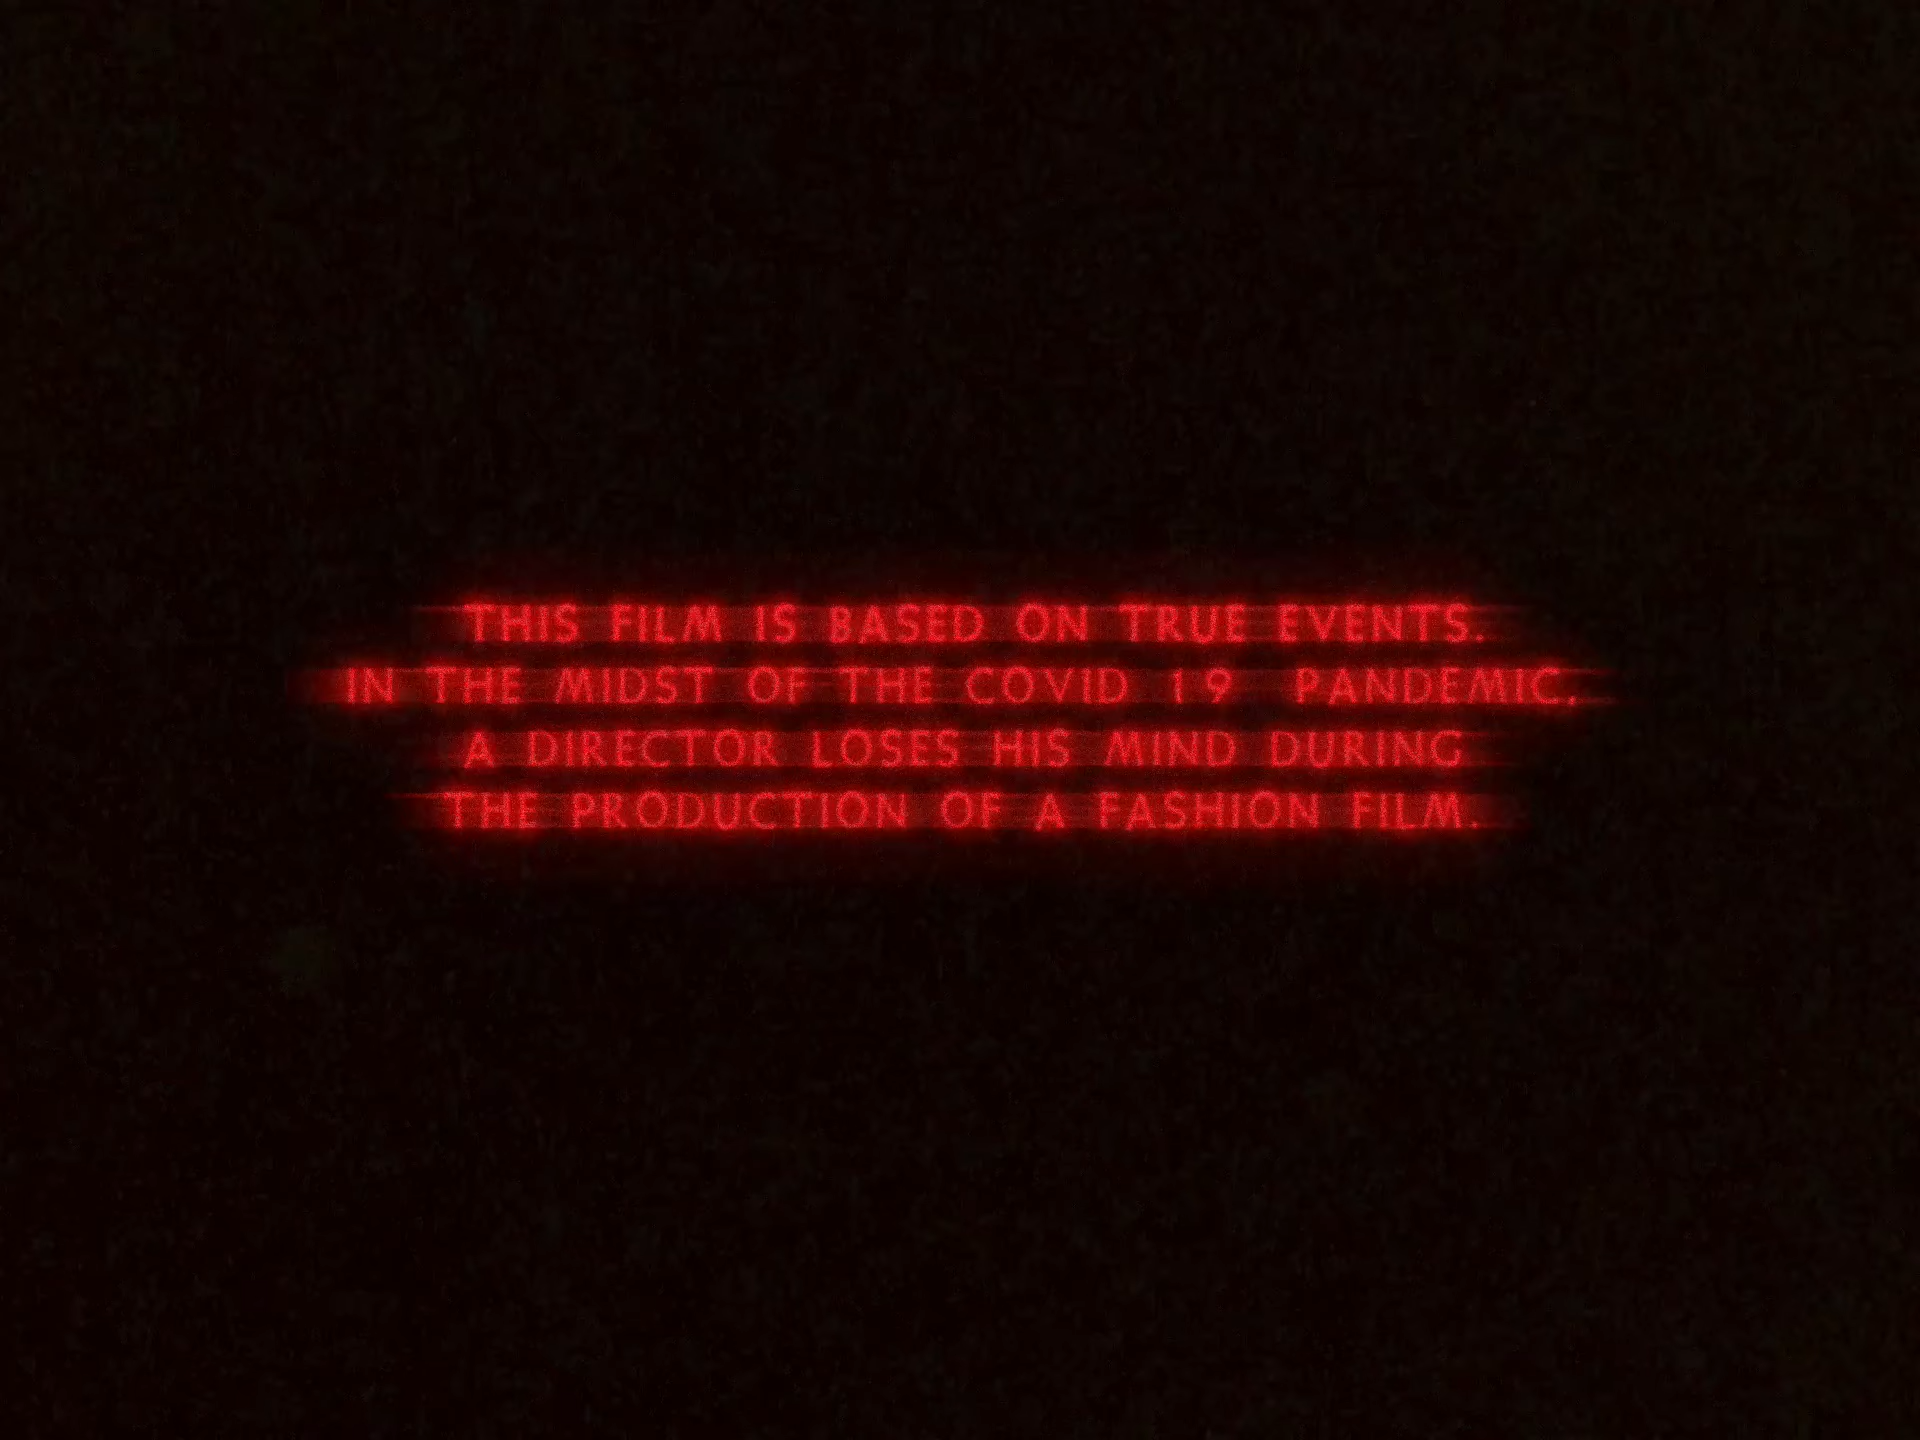 THIS FILM IS BASED ON TRUE EVENTS.
IN THE MIDST OF THE COVID 19 PANDEMIC,
A DIRECTOR LOSES HIS MIND DURING
THE PRODUCTION OF A FASHION FILM.